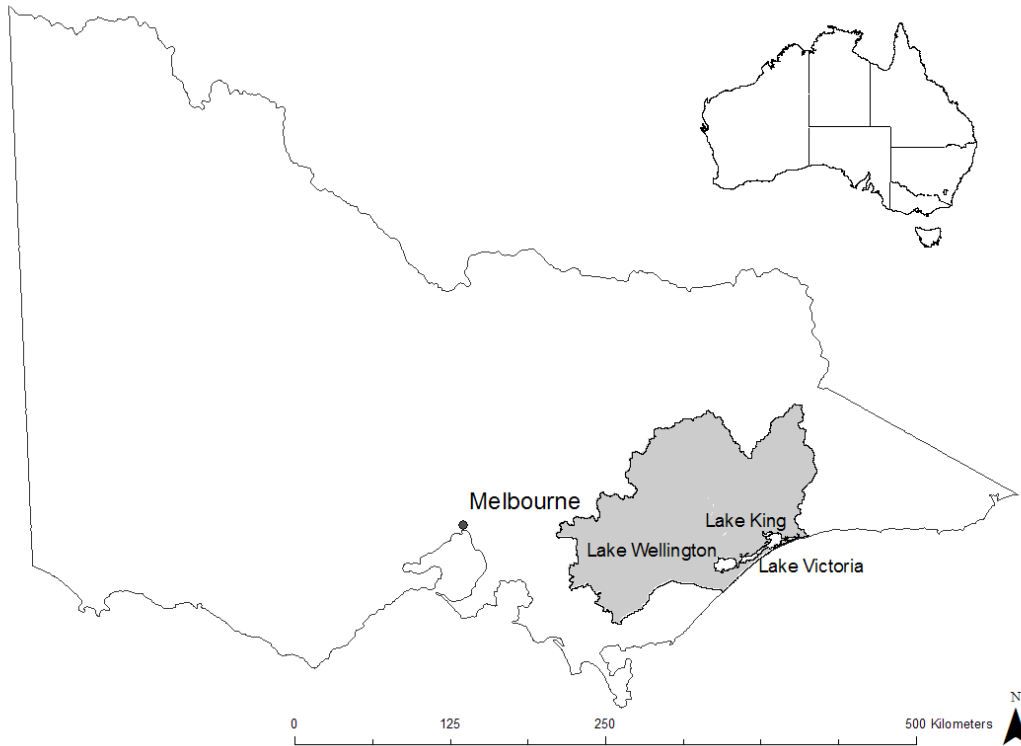 Melbourne
Lake King
Lake Wellington
Lake Victoria
N
0 125 250 500 Kilometers